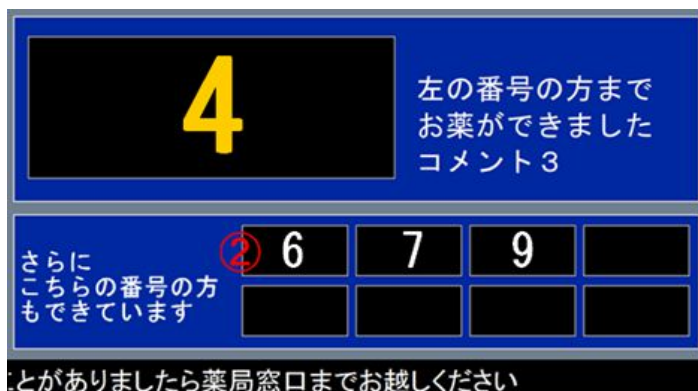 4
左の番号の方まで
お薬ができました
コメント３
さらに
こちらの番号の方
もできています
② 6 7 9
とがありましたら薬局窓口までお越しください